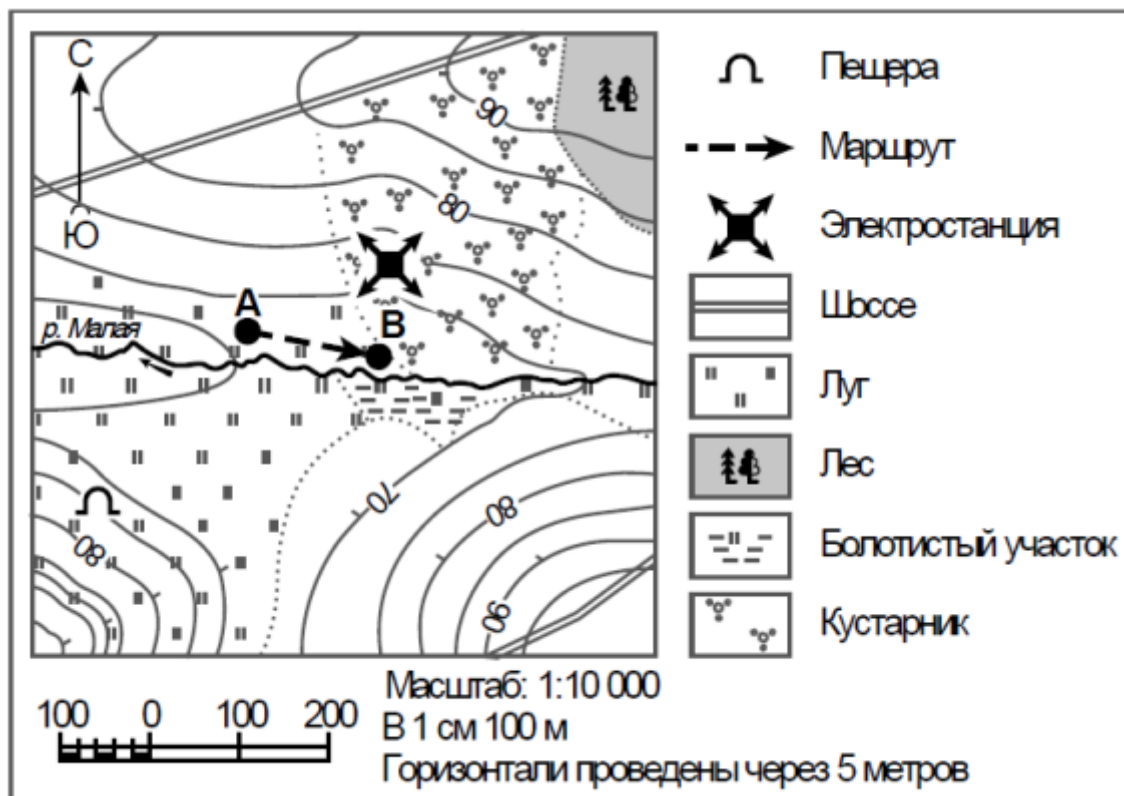 С
Ю
90
80
А
В
р. Малая
70
80
80
90
Пещера
Маршрут
Электростанция
Шоссе
Луг
Лес
Болотистый участок
Кустарник
100 0 100 200
Масштаб: 1:10 000
В 1 см 100 м
Горизонтали проведены через 5 метров